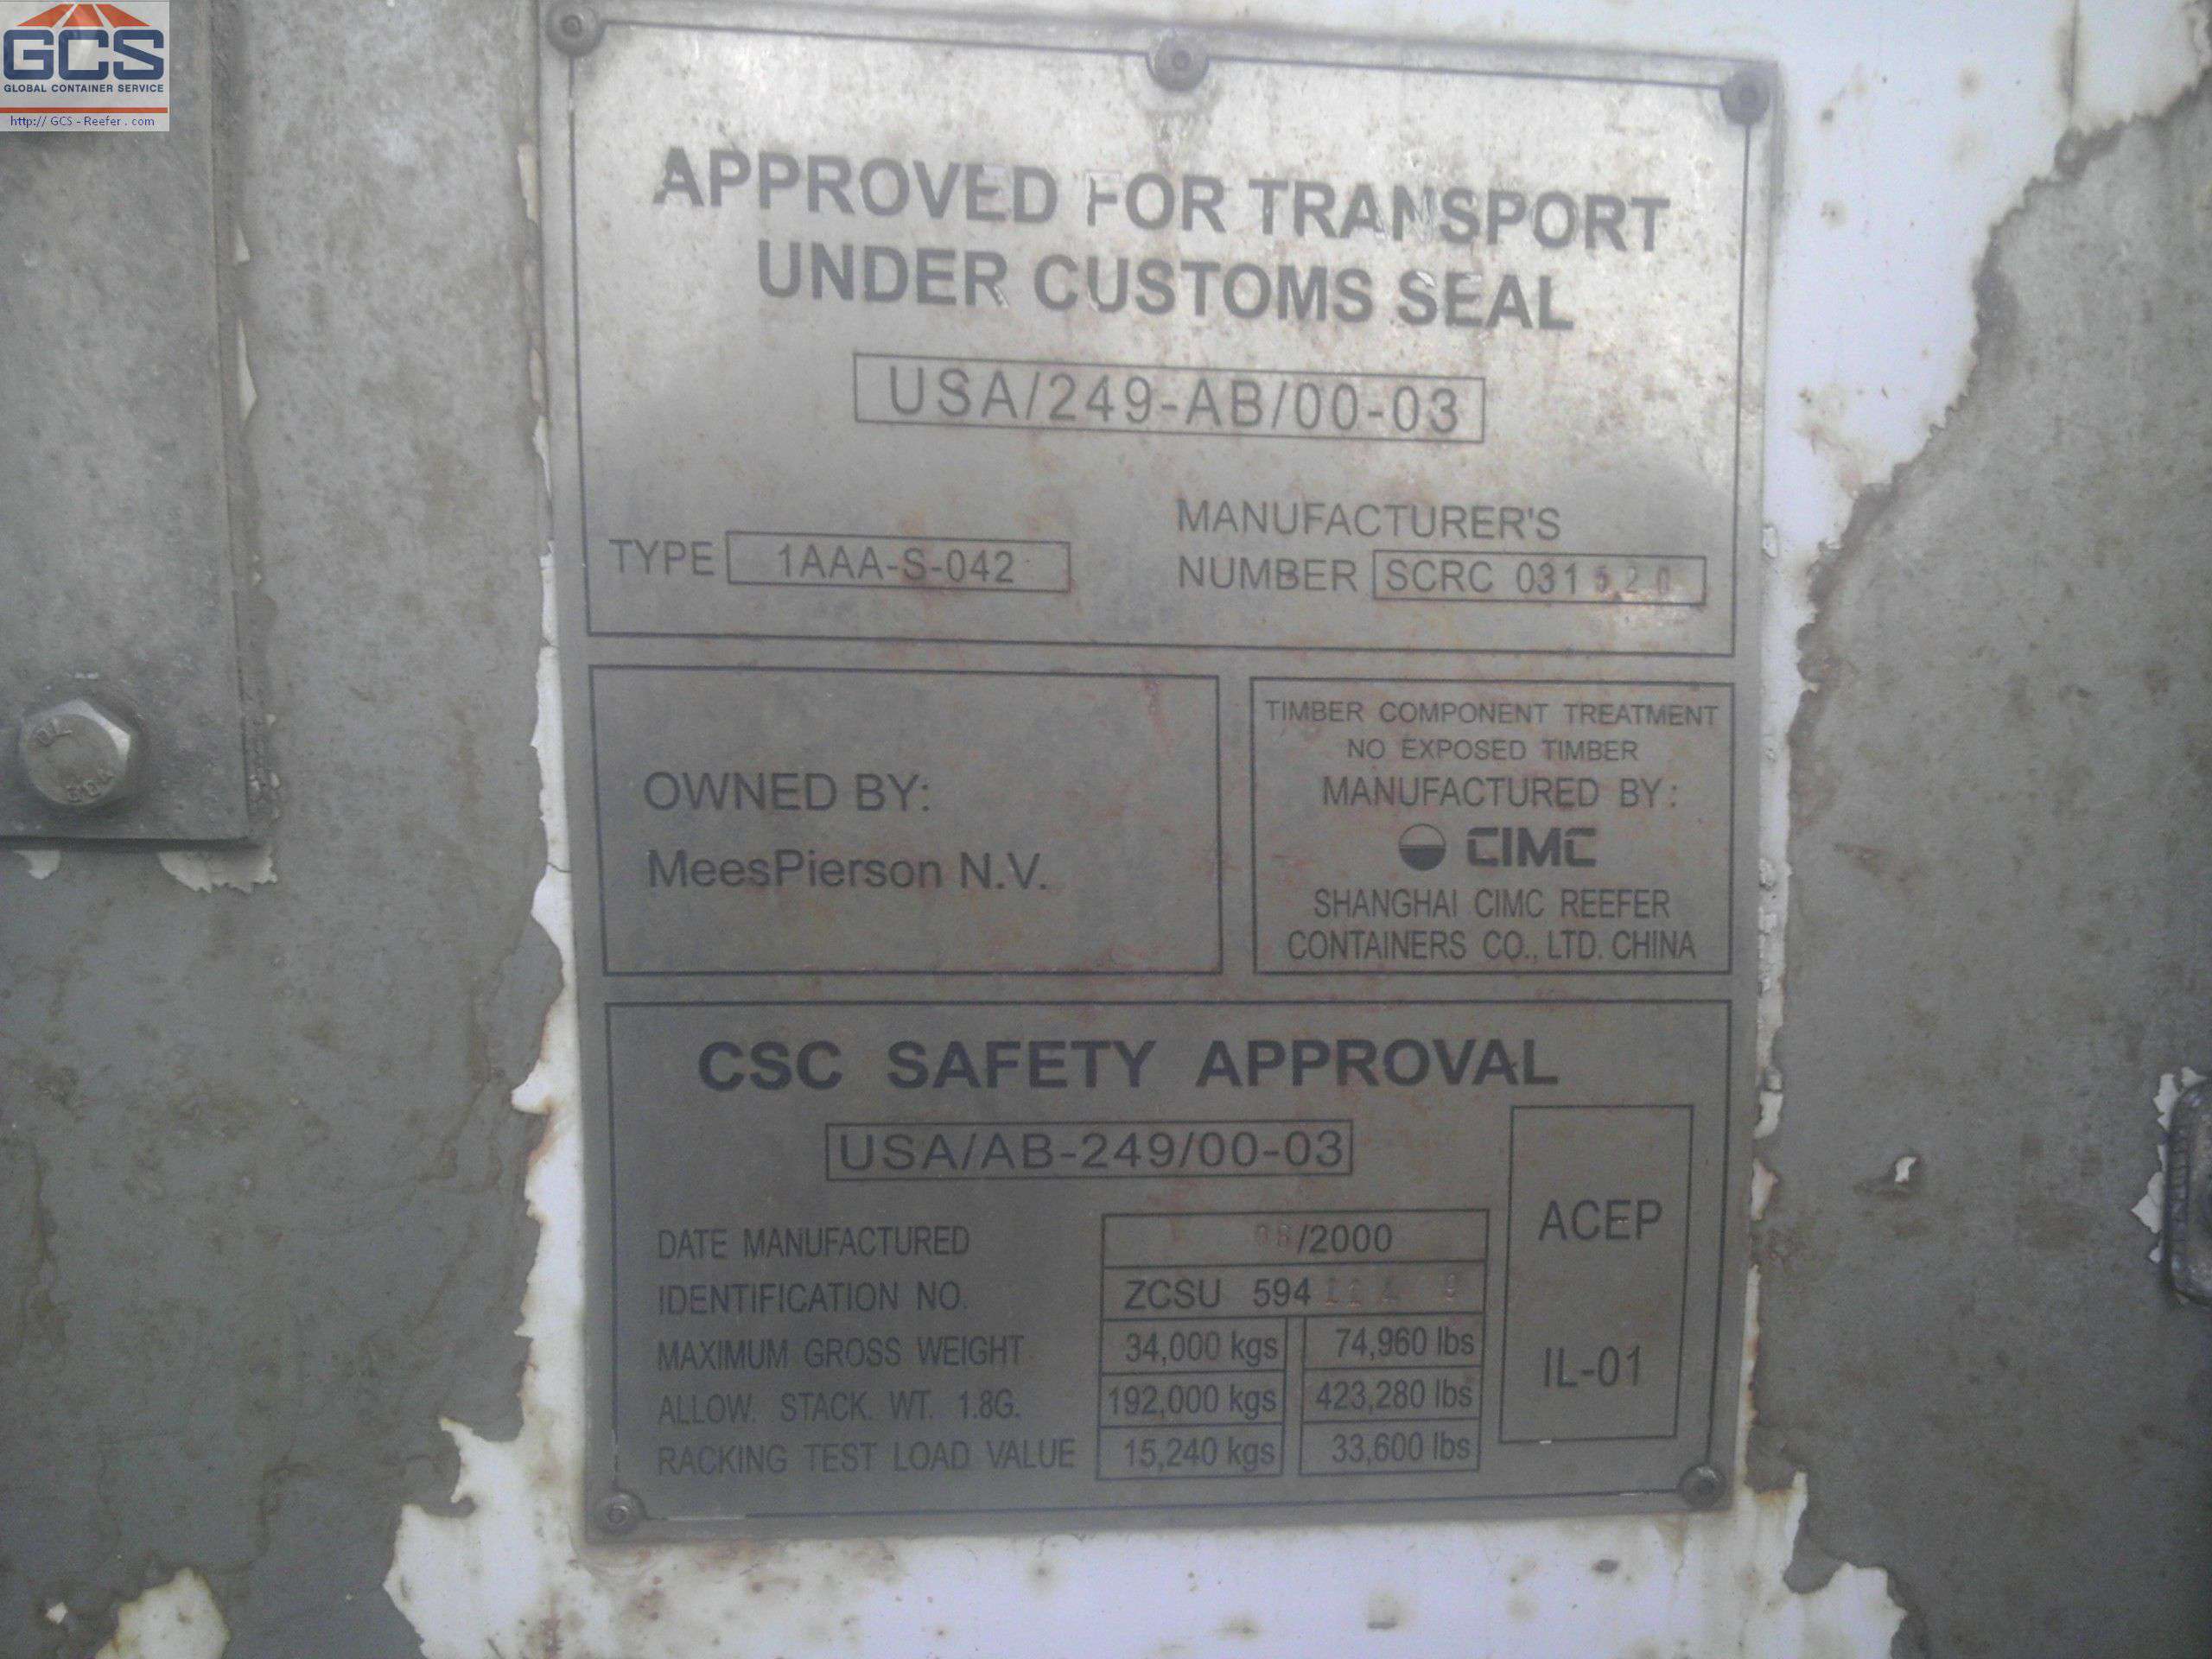 GCS
GLOBAL CONTAINER SERVICE
http:// GCS - Reefer . com
APPROVED FOR TRANSPORT
UNDER CUSTOMS SEAL
USA/249-AB/00-03
TYPE 1AAA-S-042
MANUFACTURER'S
NUMBER SCRC 031
OWNED BY:
MeesPierson N.V.
TIMBER COMPONENT TREATMENT
NO EXPOSED TIMBER
MANUFACTURED BY:
CIMC
SHANGHAI CIMC REEFER
CONTAINERS CO., LTD. CHINA
CSC SAFETY APPROVAL
USA/AB-249/00-03
DATE MANUFACTURED 08/2000
IDENTIFICATION NO. ZCSU 594
MAXIMUM GROSS WEIGHT 34,000 kgs 74,960 lbs
ALLOW. STACK. WT. 1.8G. 192,000 kgs 423,280 lbs
RACKING TEST LOAD VALUE 15,240 kgs 33,600 lbs
ACEP
IL-01